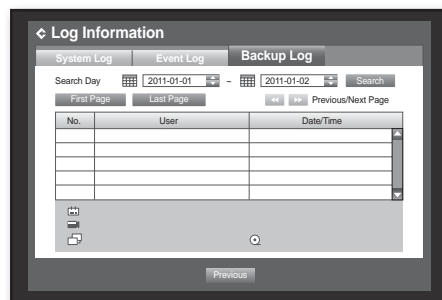 Log Information
System Log Event Log Backup Log
Search Day 2011-01-01 ~ 2011-01-02 Search
First Page Last Page Previous/Next Page
No. User Date/Time
Previous